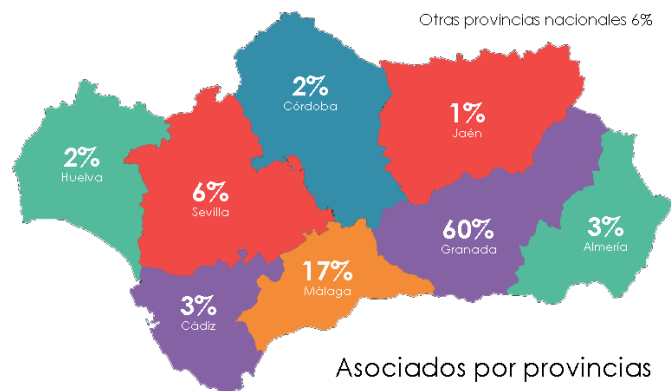 Otras provincias nacionales 6%
2%
Córdoba
1%
Jaén
2%
Huelva
6%
Sevilla
60%
Granada
3%
Almería
17%
Málaga
3%
Cádiz
Asociados por provincias